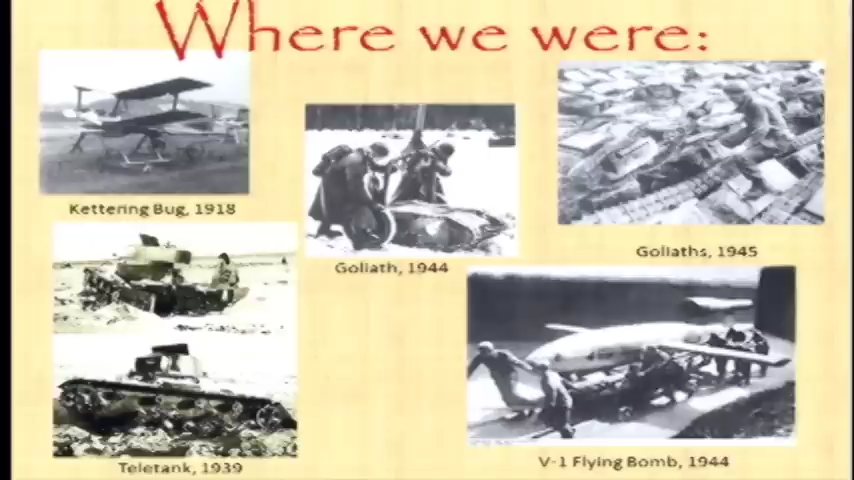 Where we were:
Kettering Bug, 1918
Goliath, 1944
Goliaths, 1945
Teletank, 1939
V-1 Flying Bomb, 1944